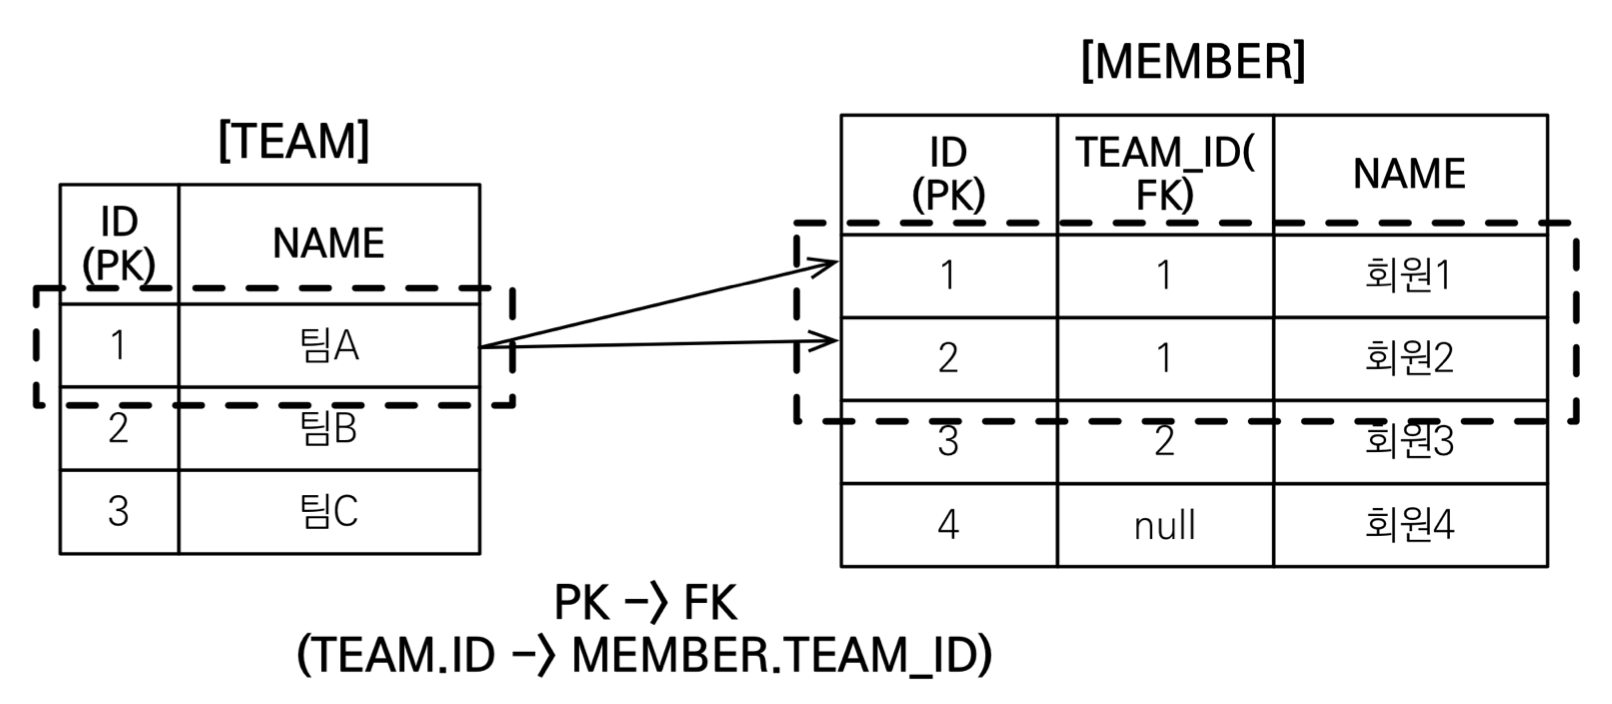 [TEAM]
ID
(PK)
NAME
1 팀A
2 팀B
3 팀C
[MEMBER]
ID
(PK)
TEAM_ID(
FK)
NAME
1 1 회원1
2 1 회원2
3 2 회원3
4 null 회원4
PK -> FK
(TEAM.ID -> MEMBER.TEAM_ID)